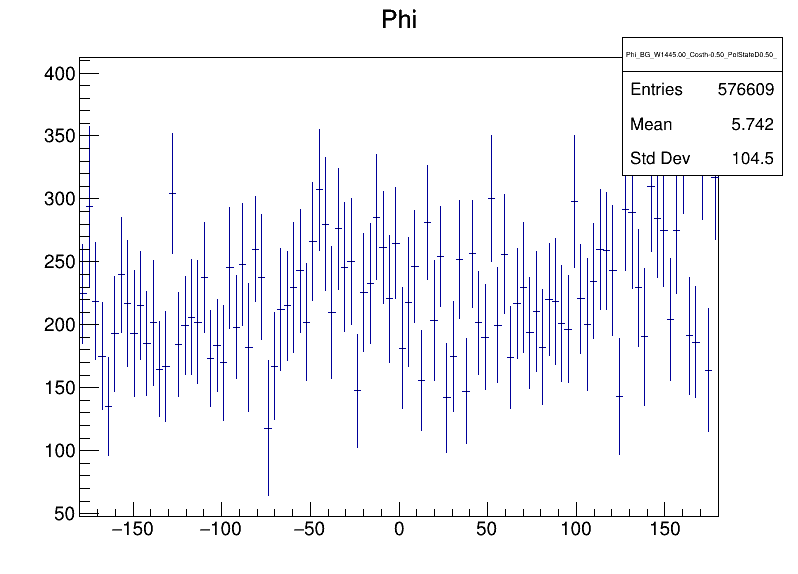 Phi
Phi_BG_W1445.00_Costh-0.50_PolStateD0.50_
Entries 576609
Mean 5.742
Std Dev 104.5
400
350
300
250
200
150
100
50
−150 −100 −50 0 50 100 150